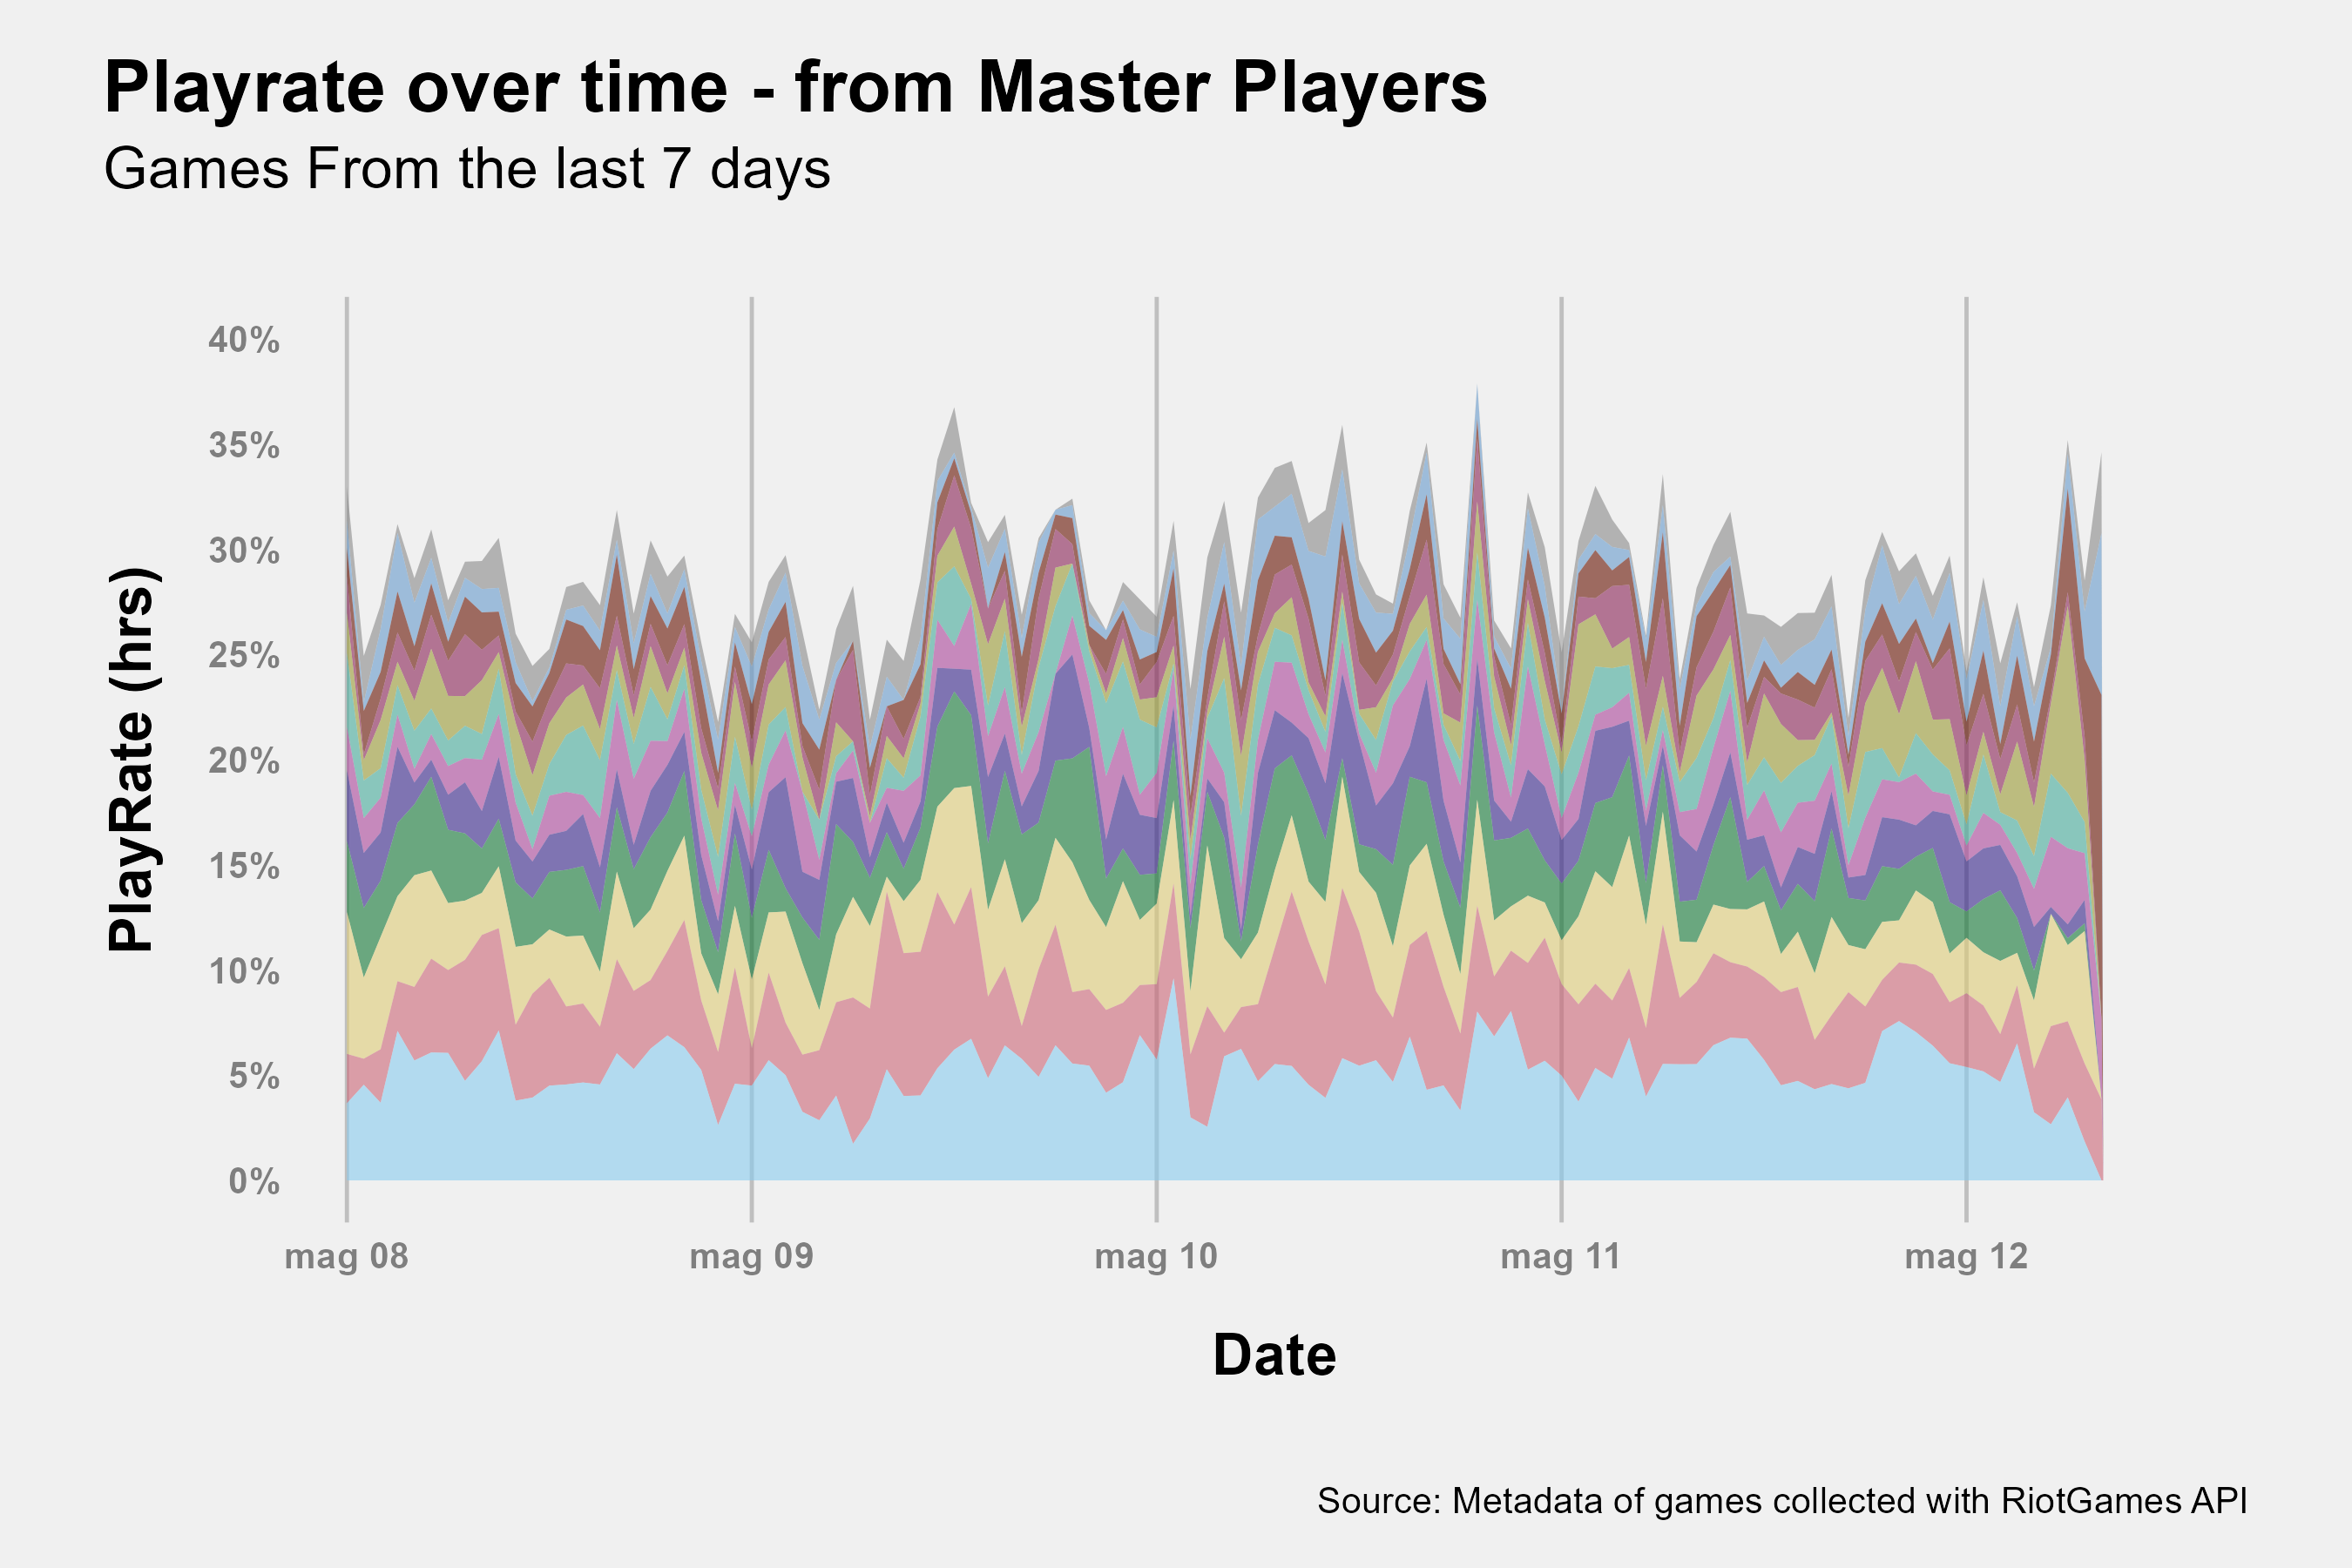 Playrate over time - from Master Players
Games From the last 7 days
PlayRate (hrs)
40%
35%
30%
25%
20%
15%
10%
5%
0%
mag 08
mag 09
mag 10
mag 11
mag 12
Date
Source: Metadata of games collected with RiotGames API